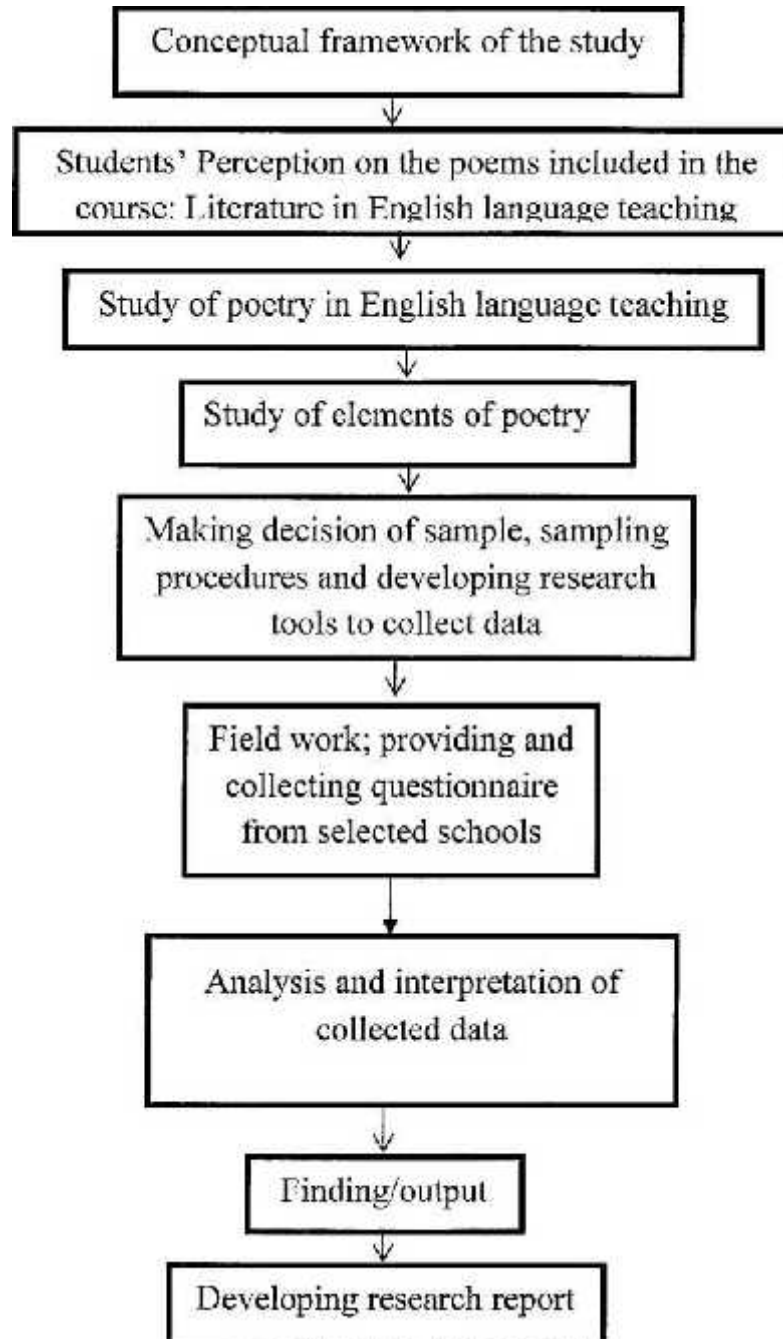 Conceptual framework of the study
Students' Perception on the poems included in the
course: Literature in English language teaching
Study of poetry in English language teaching
Study of elements of poetry
Making decision of sample, sampling
procedures and developing research
tools to collect data
Field work; providing and
collecting questionnaire
from selected schools
Analysis and interpretation of
collected data
Finding/output
Developing research report